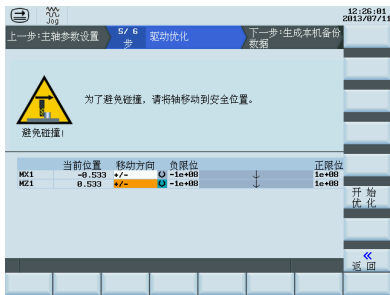 Jog
12:26:01
2013/07/11
上一步:主轴参数设置
5/ 6
步
驱动优化
下一步:生成本机备份
数据
为了避免碰撞，请将轴移动到安全位置。
避免碰撞!
当前位置 移动方向 负限位 正限位
MX1 -0.533 +/- -1e+08 1e+08
MZ1 0.533 +/- -1e+08 1e+08
开 始
优 化
«
返 回